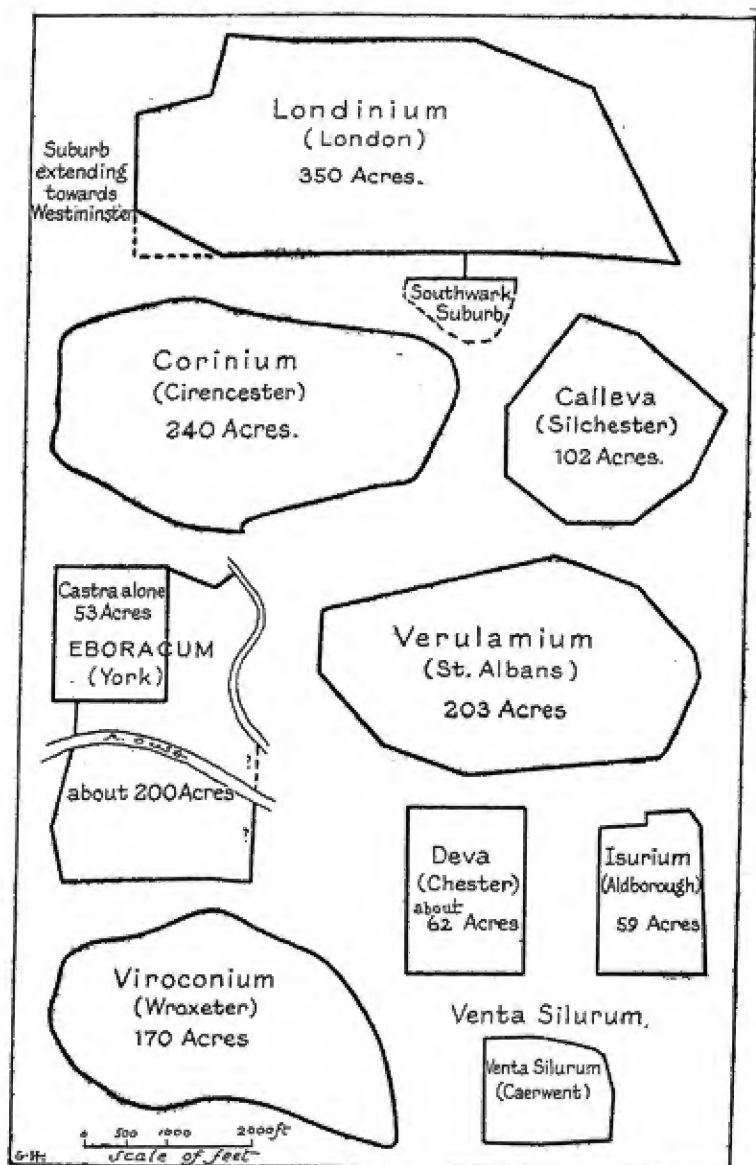 Londinium
(London)
350 Acres.
Suburb
extending
towards
Westminster
Southwark
Suburb
Corinium
(Cirencester)
240 Acres.
Calleva
(Silchester)
102 Acres.
Castra alone
53 Acres
EBORACUM
(York)
R. Ouse
?
about 200 Acres
?
Verulamium
(St. Albans)
203 Acres
Deva
(Chester)
about
62 Acres
Isurium
(Aldborough)
59 Acres
Viroconium
(Wroxeter)
170 Acres
Venta Silurum.
Venta Silurum
(Caerwent)
0 500 1000 2000ft
scale of feet